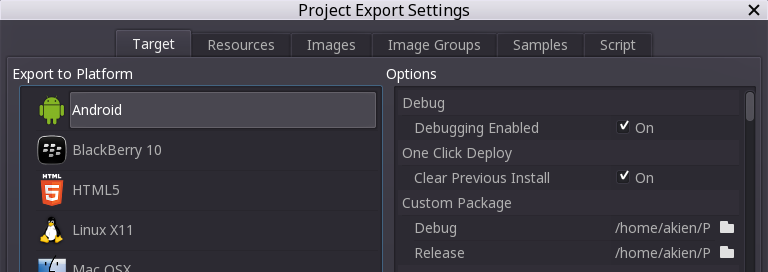 Project Export Settings
Target Resources Images Image Groups Samples Script
Export to Platform
Android
BlackBerry 10
HTML5
Linux X11
Mac OSX
Options
Debug
Debugging Enabled On
One Click Deploy
Clear Previous Install On
Custom Package
Debug /home/akien/P
Release /home/akien/P